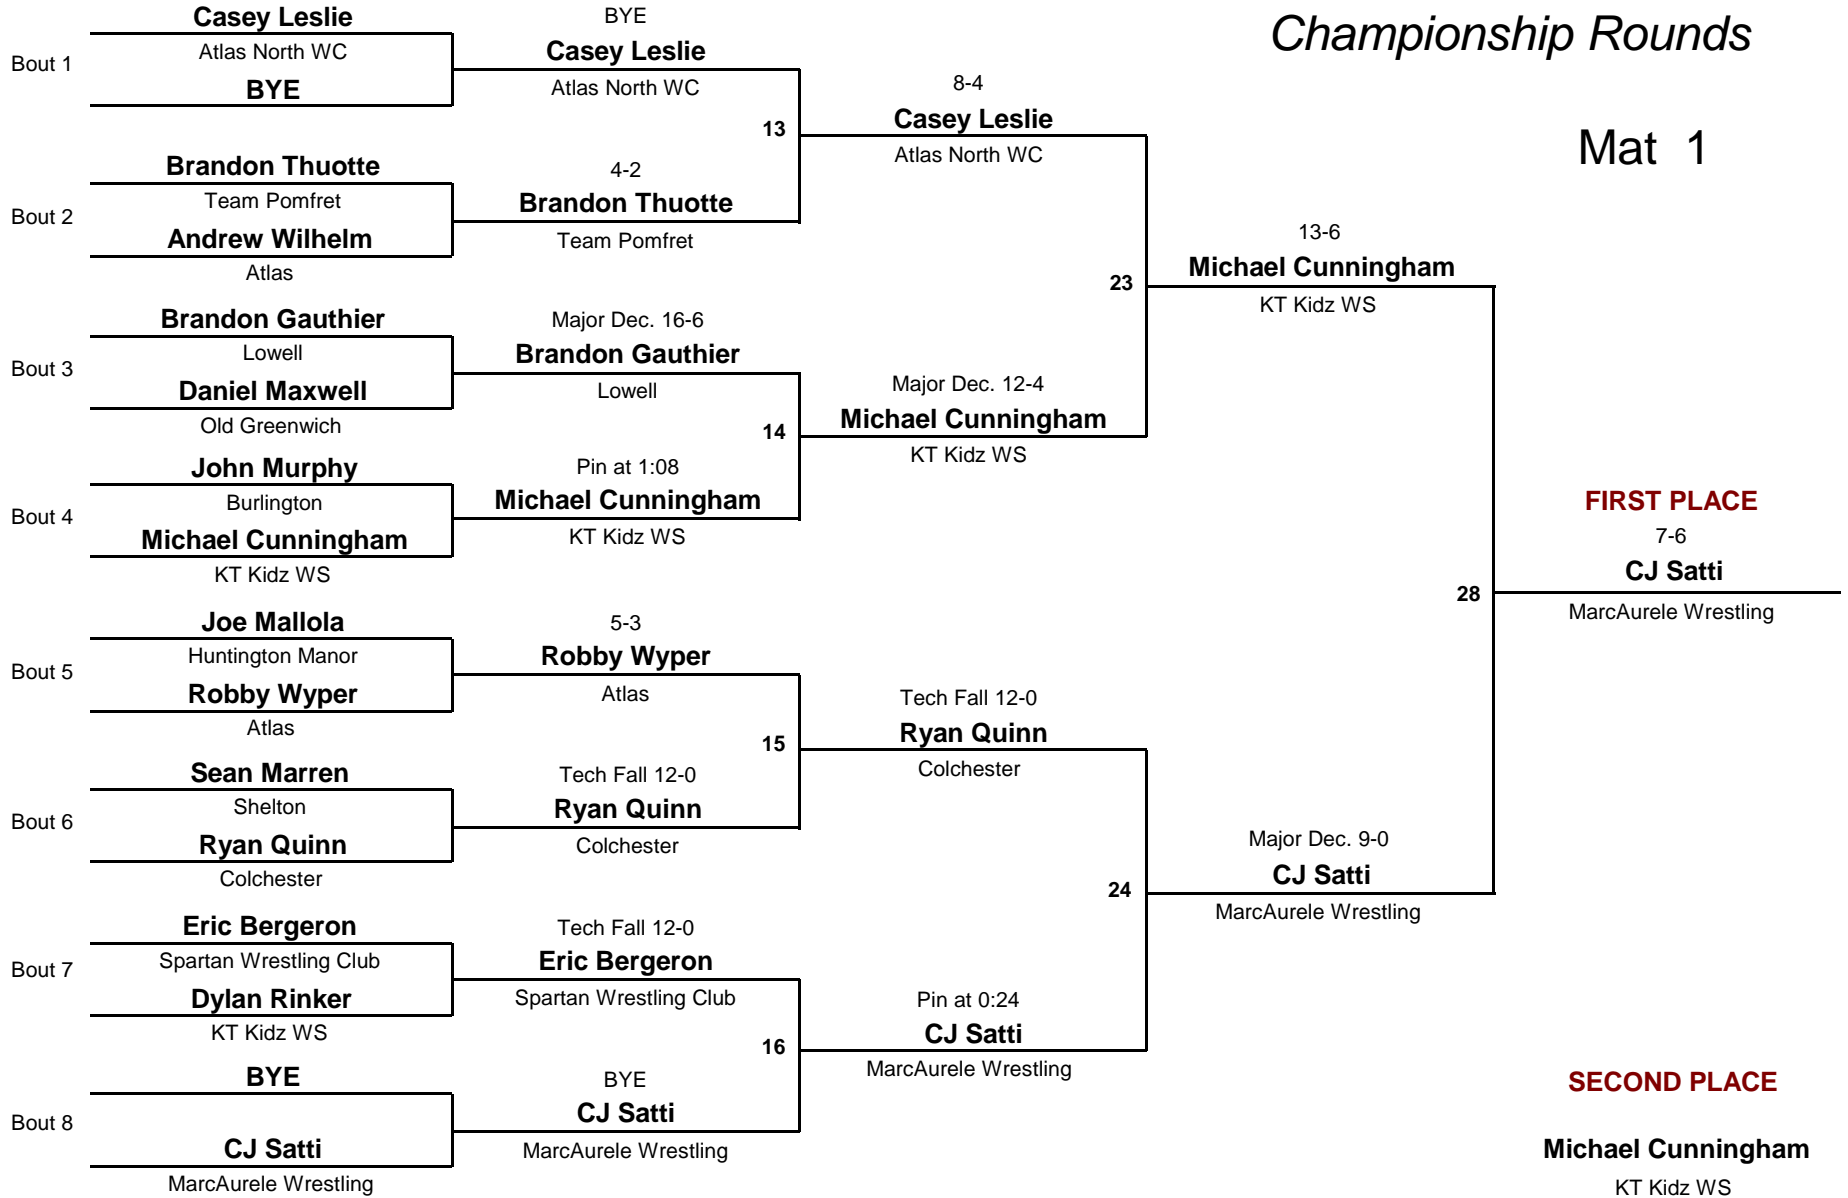 Championship Rounds
Mat 1
Bout 1
Casey Leslie
Atlas North WC
BYE
Bout 2
Brandon Thuotte
Team Pomfret
Andrew Wilhelm
Atlas
Bout 3
Brandon Gauthier
Lowell
Daniel Maxwell
Old Greenwich
Bout 4
John Murphy
Burlington
Michael Cunningham
KT Kidz WS
Bout 5
Joe Mallola
Huntington Manor
Robby Wyper
Atlas
Bout 6
Sean Marren
Shelton
Ryan Quinn
Colchester
Bout 7
Eric Bergeron
Spartan Wrestling Club
Dylan Rinker
KT Kidz WS
Bout 8
BYE
CJ Satti
MarcAurele Wrestling
BYE
Casey Leslie
Atlas North WC
13
4-2
Brandon Thuotte
Team Pomfret
Major Dec. 16-6
Brandon Gauthier
Lowell
14
Pin at 1:08
Michael Cunningham
KT Kidz WS
5-3
Robby Wyper
Atlas
15
Tech Fall 12-0
Ryan Quinn
Colchester
Tech Fall 12-0
Eric Bergeron
Spartan Wrestling Club
16
BYE
CJ Satti
MarcAurele Wrestling
8-4
Casey Leslie
Atlas North WC
23
Major Dec. 12-4
Michael Cunningham
KT Kidz WS
Tech Fall 12-0
Ryan Quinn
Colchester
24
Pin at 0:24
CJ Satti
MarcAurele Wrestling
13-6
Michael Cunningham
KT Kidz WS
28
Major Dec. 9-0
CJ Satti
MarcAurele Wrestling
FIRST PLACE
7-6
CJ Satti
MarcAurele Wrestling
SECOND PLACE
Michael Cunningham
KT Kidz WS